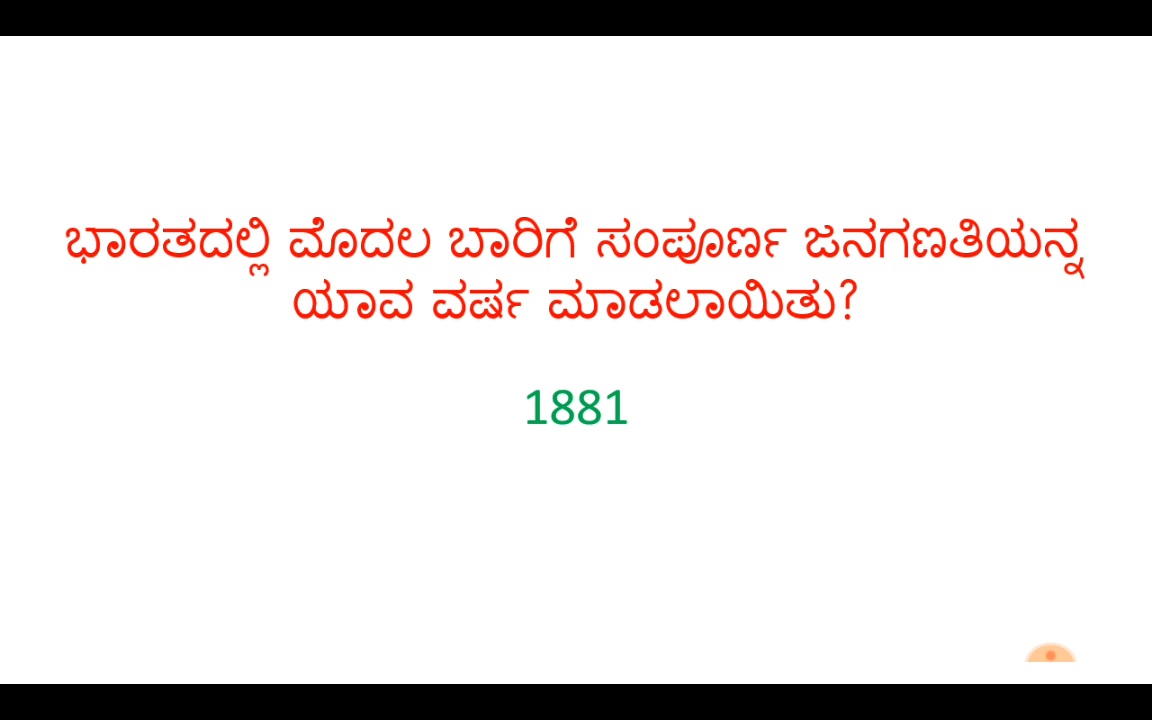 ಭಾರತದಲ್ಲಿ ಮೊದಲ ಬಾರಿಗೆ ಸಂಪೂರ್ಣ ಜನಗಣತಿಯನ್ನ
ಯಾವ ವರ್ಷ ಮಾಡಲಾಯಿತು?
1881